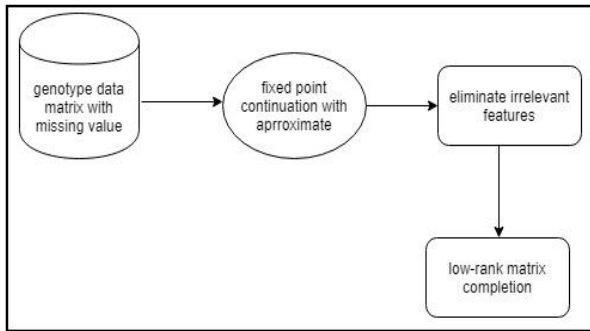 genotype data
matrix with
missing value
fixed point
continuation with
aprroximate
eliminate irrelevant
features
low-rank matrix
completion